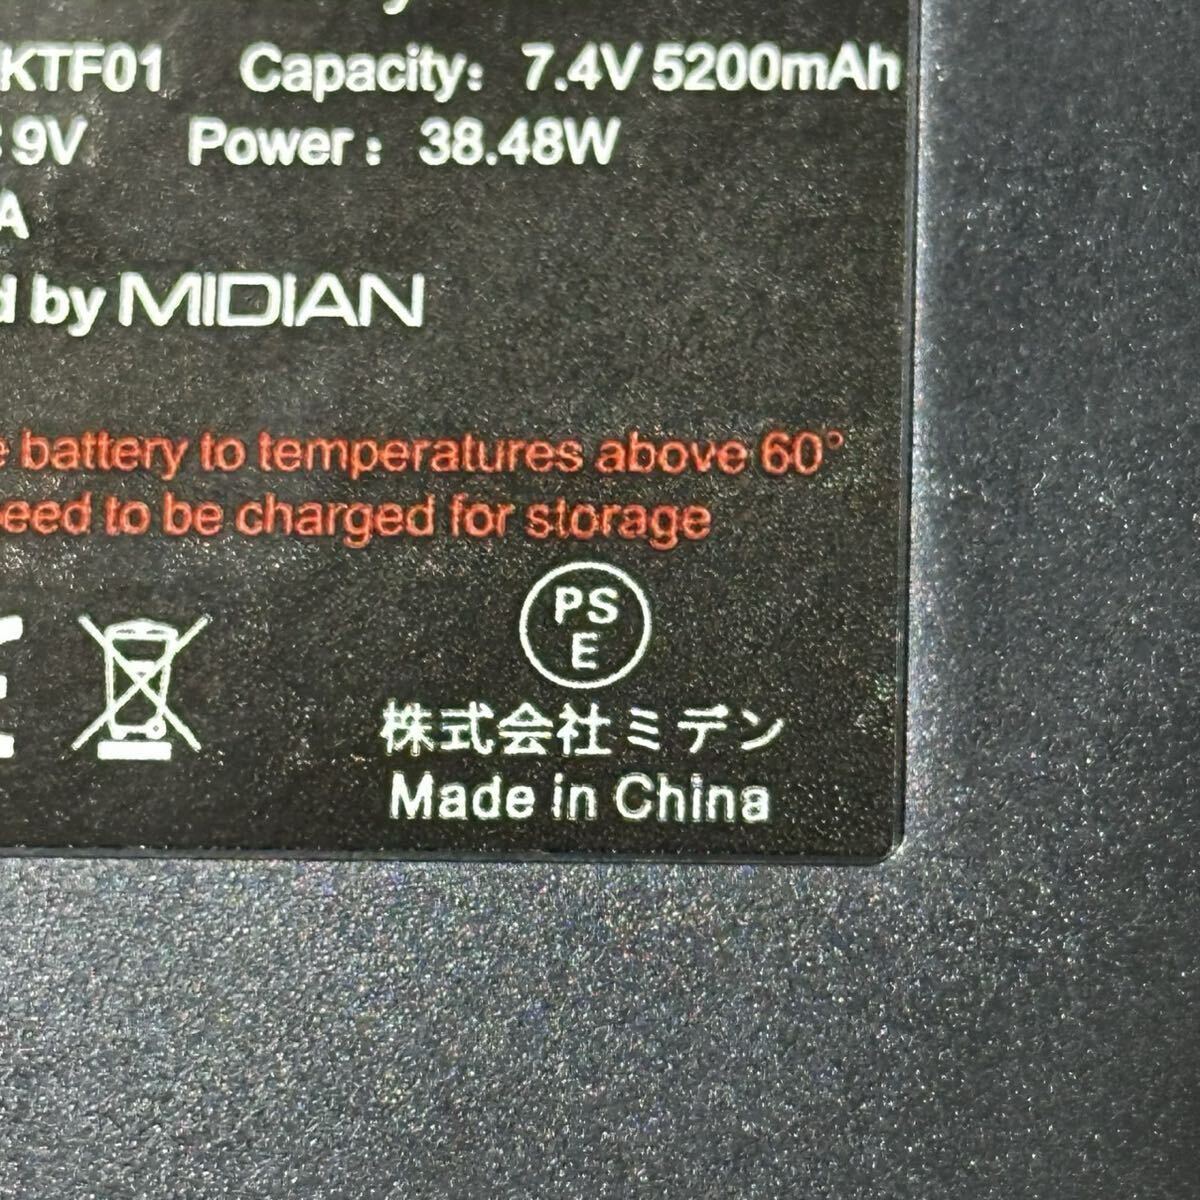 KTF01 Capacity: 7.4V 5200mAh
9V Power : 38.48W
A
d by MIDIAN
e battery to temperatures above 60°
eed to be charged for storage
PS
E
株式会社ミデン
Made in China